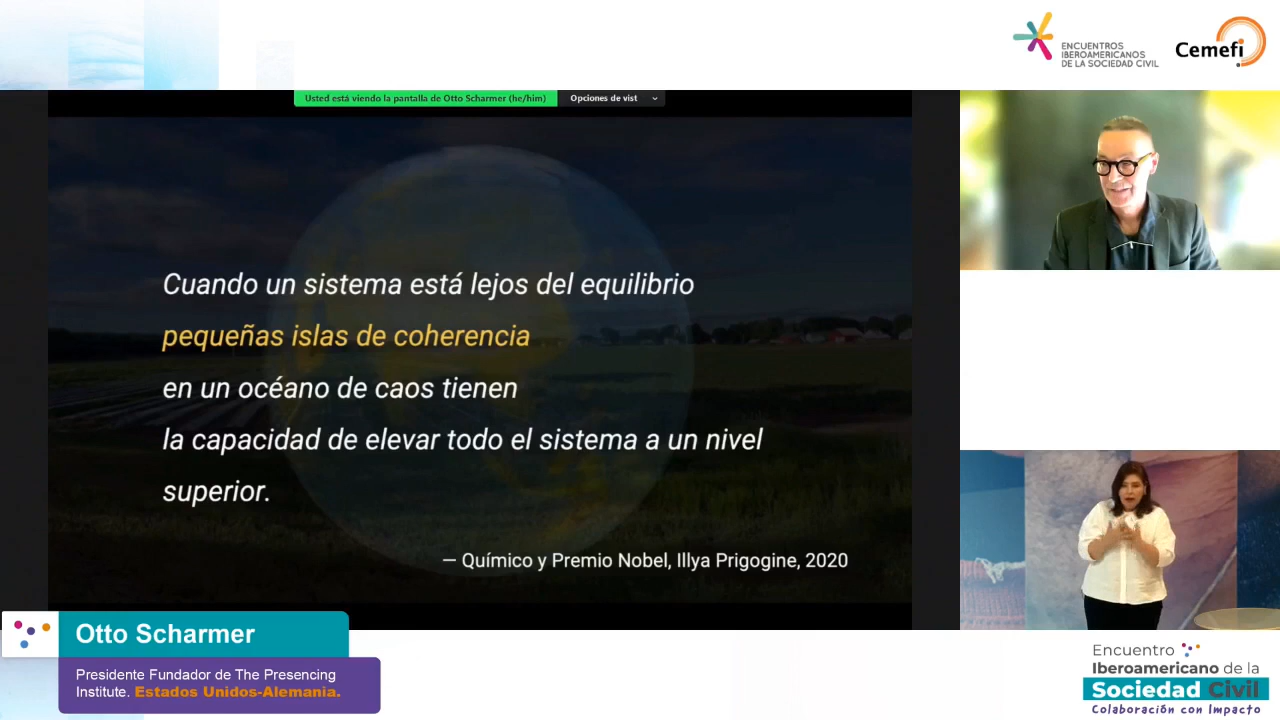 ENCUENTROS
IBEROAMERICANOS
DE LA SOCIEDAD CIVIL
Cemefi
Usted está viendo la pantalla de Otto Scharmer (he/him)
Opciones de vist
Cuando un sistema está lejos del equilibrio
pequeñas islas de coherencia
en un océano de caos tienen
la capacidad de elevar todo el sistema a un nivel
superior.
— Químico y Premio Nobel, Illya Prigogine, 2020
Otto Scharmer
Presidente Fundador de The Presencing
Institute. Estados Unidos-Alemania.
Encuentro
Iberoamericano de la
Sociedad Civil
Colaboración con Impacto